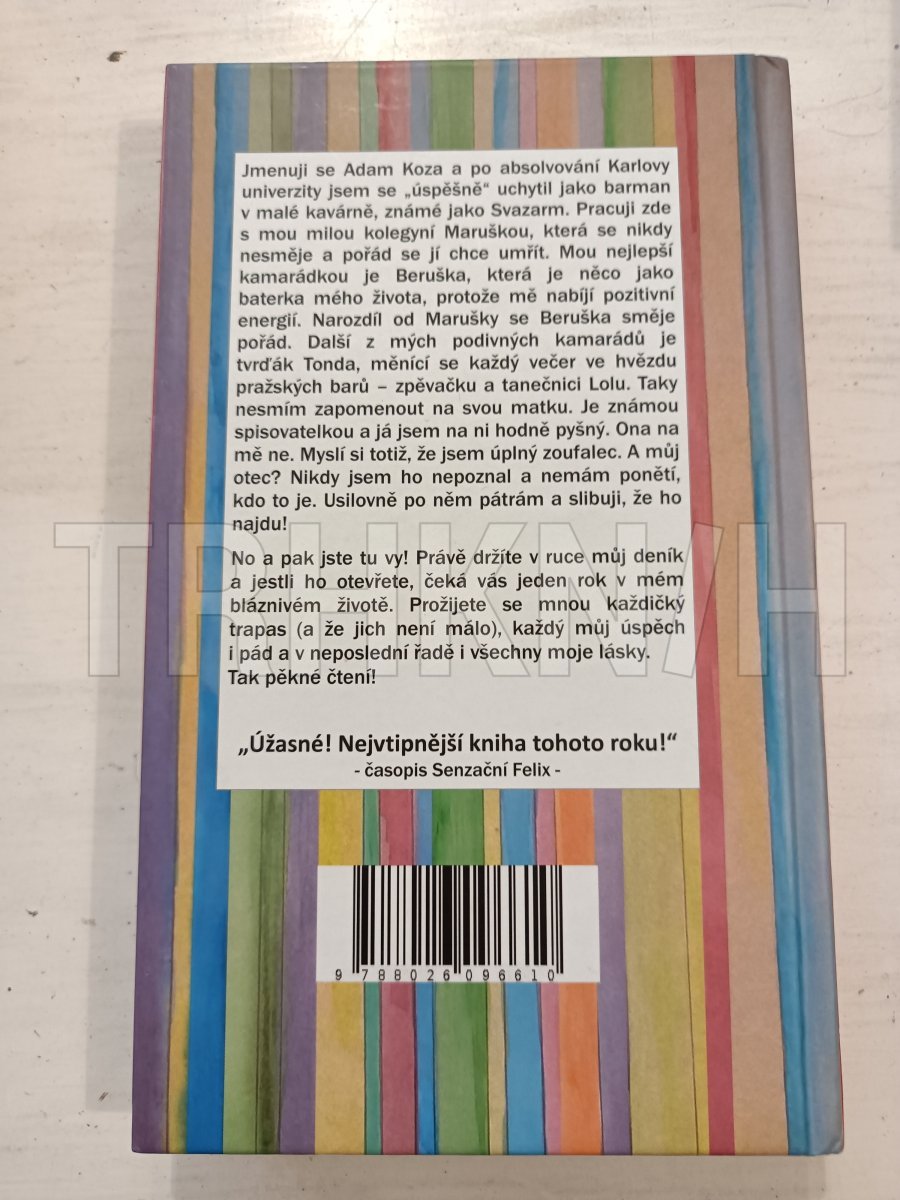 Jmenuji se Adam Koza a po absolvování Karlovy
univerzity jsem se „úspěšně“ uchytil jako barman
v malé kavárně, známé jako Svazarm. Pracuji zde
s mou milou kolegyní Maruškou, která se nikdy
nesměje a pořád se jí chce umřít. Mou nejlepší
kamarádkou je Beruška, která je něco jako
baterka mého života, protože mě nabíjí pozitivní
energií. Narozdíl od Marušky se Beruška směje
pořád. Další z mých podivných kamarádů je
tvrďák Tonda, měnící se každý večer ve hvězdu
pražských barů – zpěvačku a tanečnici Lolu. Taky
nesmím zapomenout na svou matku. Je známou
spisovatelkou a já jsem na ni hodně pyšný. Ona na
mě ne. Myslí si totiž, že jsem úplný zoufalec. A můj
otec? Nikdy jsem ho nepoznal a nemám ponětí,
kdo to je. Usilovně po něm pátrám a slibuji, že ho
najdu!
No a pak jste tu vy! Právě držíte v ruce můj deník
a jestli ho otevřete, čeká vás jeden rok v mém
bláznivém životě. Prožijete se mnou každičký
trapas (a že jich není málo), každý můj úspěch
i pád a v neposlední řadě i všechny moje lásky.
Tak pěkné čtení!
„Úžasné! Nejvtipnější kniha tohoto roku!“
- časopis Senzační Felix -
9 788026 096610
TRHKNIH